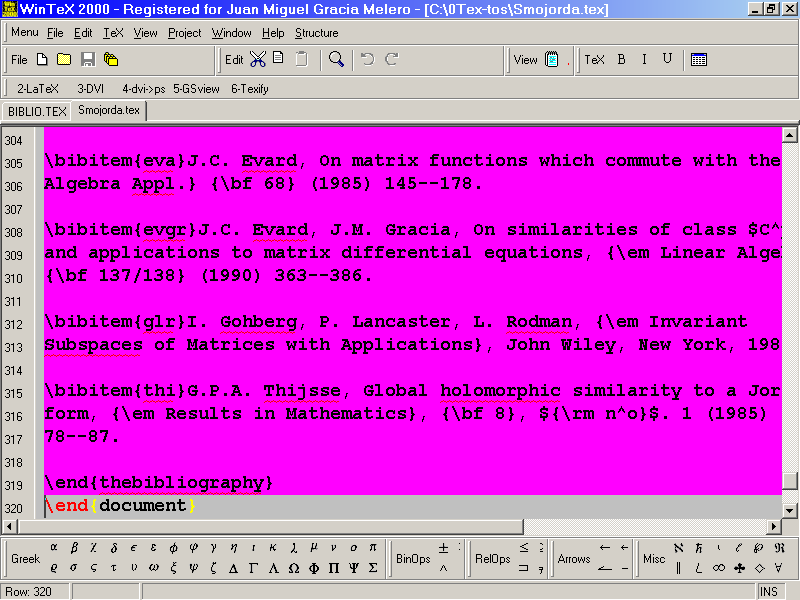 WinTeX 2000 - Registered for Juan Miguel Gracia Melero - [C:\0Tex-tos\Smojorda.tex]
Menu File Edit TeX View Project Window Help Structure
File Edit View TeX B I U
2-LaTeX 3-DVI 4-dvi->ps 5-GSview 6-Texify
BIBLIO.TEX Smojorda.tex
304
305 \bibitem{eva}J.C. Evard, On matrix functions which commute with the
306 Algebra Appl.} {\bf 68} (1985) 145--178.
307
308 \bibitem{evgr}J.C. Evard, J.M. Gracia, On similarities of class $C^
309 and applications to matrix differential equations, {\em Linear Alge
310 {\bf 137/138} (1990) 363--386.
311
312 \bibitem{glr}I. Gohberg, P. Lancaster, L. Rodman, {\em Invariant
313 Subspaces of Matrices with Applications}, John Wiley, New York, 198
314
315 \bibitem{thi}G.P.A. Thijsse, Global holomorphic similarity to a Jor
316 form, {\em Results in Mathematics}, {\bf 8}, ${\rm n^o}$. 1 (1985)
317 78--87.
318
319 \end{thebibliography}
320 \end{document}
Greek α β χ δ ϵ ε ϕ φ γ η ι κ λ μ ν ο π BinOps ± RelOps ≤ Arrows ← Misc ℵ ℏ ı ℓ ℘ ℜ
ϱ σ ς τ υ ω ξ ψ ζ Δ Γ Λ Ω Φ Π Ψ Σ ∧ ⊐ − ‖ ∠ ∞ ♣ ◇ ∀
Row: 320 INS